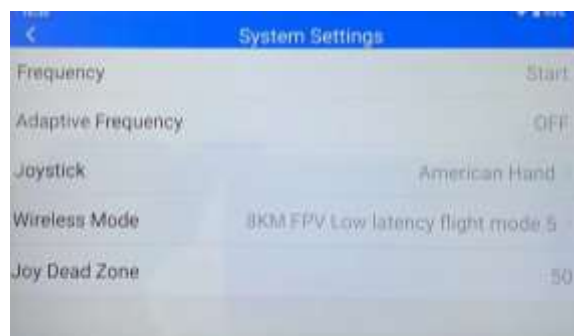 System Settings
Frequency Start
Adaptive Frequency OFF
Joystick American Hand
Wireless Mode 8KM FPV Low latency flight mode 5
Joy Dead Zone 50